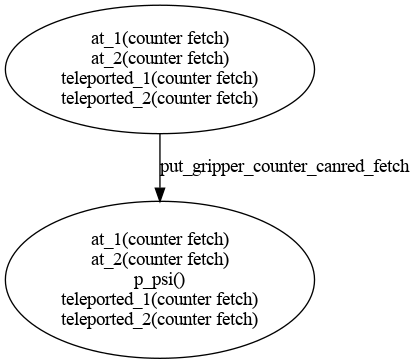 at_1(counter fetch)
at_2(counter fetch)
teleported_1(counter fetch)
teleported_2(counter fetch)
put_gripper_counter_canred_fetch
at_1(counter fetch)
at_2(counter fetch)
p_psi()
teleported_1(counter fetch)
teleported_2(counter fetch)